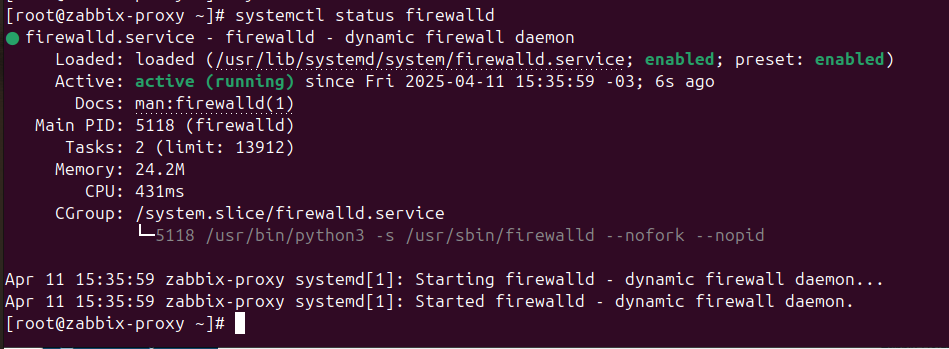 [root@zabbix-proxy ~]# systemctl status firewalld
● firewalld.service - firewalld - dynamic firewall daemon
Loaded: loaded (/usr/lib/systemd/system/firewalld.service; enabled; preset: enabled)
Active: active (running) since Fri 2025-04-11 15:35:59 -03; 6s ago
Docs: man:firewalld(1)
Main PID: 5118 (firewalld)
Tasks: 2 (limit: 13912)
Memory: 24.2M
CPU: 431ms
CGroup: /system.slice/firewalld.service
└─5118 /usr/bin/python3 -s /usr/sbin/firewalld --nofork --nopid
Apr 11 15:35:59 zabbix-proxy systemd[1]: Starting firewalld - dynamic firewall daemon...
Apr 11 15:35:59 zabbix-proxy systemd[1]: Started firewalld - dynamic firewall daemon.
[root@zabbix-proxy ~]#